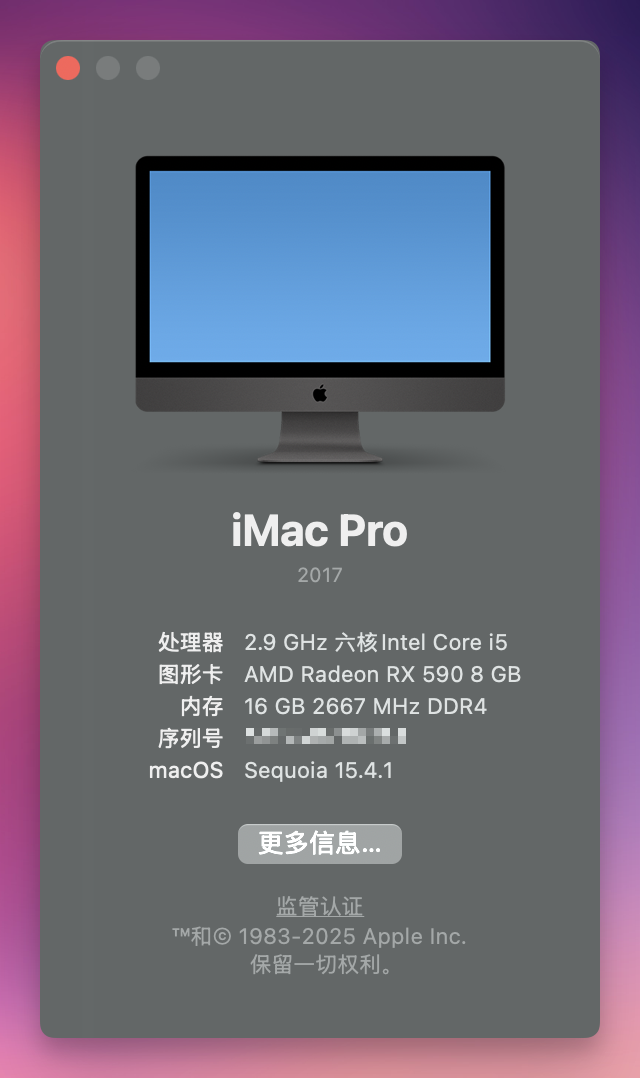 iMac Pro
2017
处理器 2.9 GHz 六核Intel Core i5
图形卡 AMD Radeon RX 590 8 GB
内存 16 GB 2667 MHz DDR4
序列号
macOS Sequoia 15.4.1
更多信息...
监管认证
™和© 1983-2025 Apple Inc.
保留一切权利。